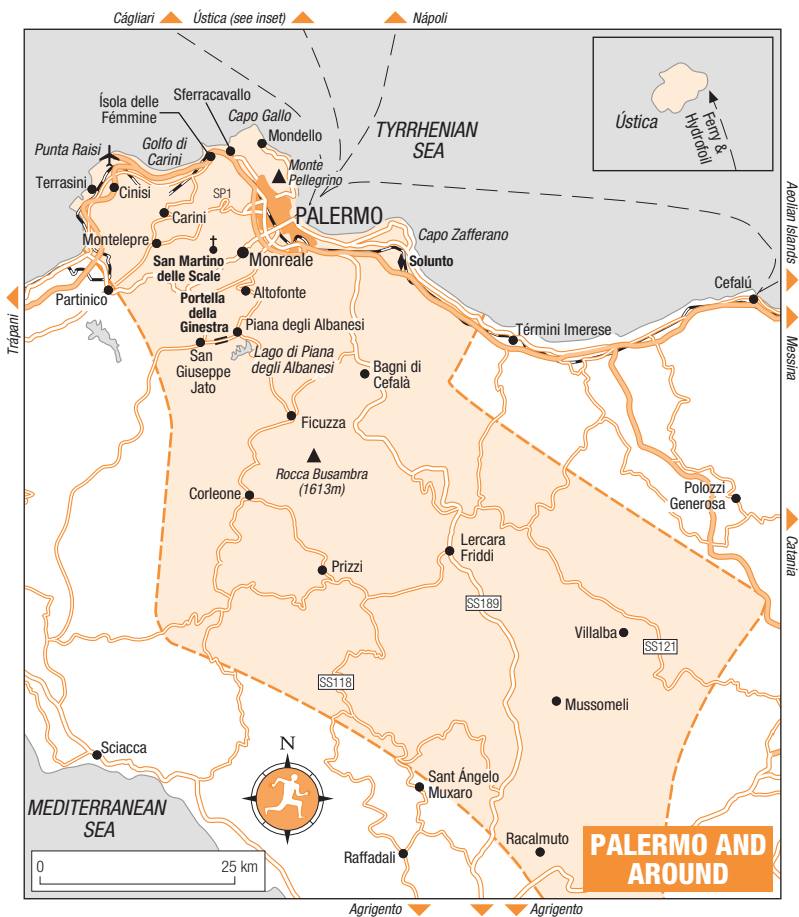 Cágliari
Ústica (see inset)
Nápoli
Sferracavallo
Ísola delle
Fémmine
Capo Gallo
Mondello
TYRRHENIAN
SEA
Ústica
Ferry &
Hydrofoil
Punta Raisi
Golfo di
Carini
Monte
Pellegrino
Terrasini
Cinisi
SP1
Carini
PALERMO
Aeolian Islands
Montelepre
San Martino
delle Scale
Monreale
Capo Zafferano
Solunto
Cefalú
Partinico
Portella
della
Ginestra
Altofonte
Trápani
Piana degli Albanesi
Términi Imerese
Messina
San
Giuseppe
Jato
Lago di Piana
degli Albanesi
Bagni di
Cefalà
Ficuzza
Rocca Busambra
(1613m)
Corleone
Polozzi
Generosa
Catania
Lercara
Friddi
Prizzi
SS189
Villalba
SS121
SS118
Mussomeli
Sciacca
N
Sant Ángelo
Muxaro
MEDITERRANEAN
SEA
Racalmuto
Raffadali
PALERMO AND
AROUND
0
25 km
Agrigento
Agrigento